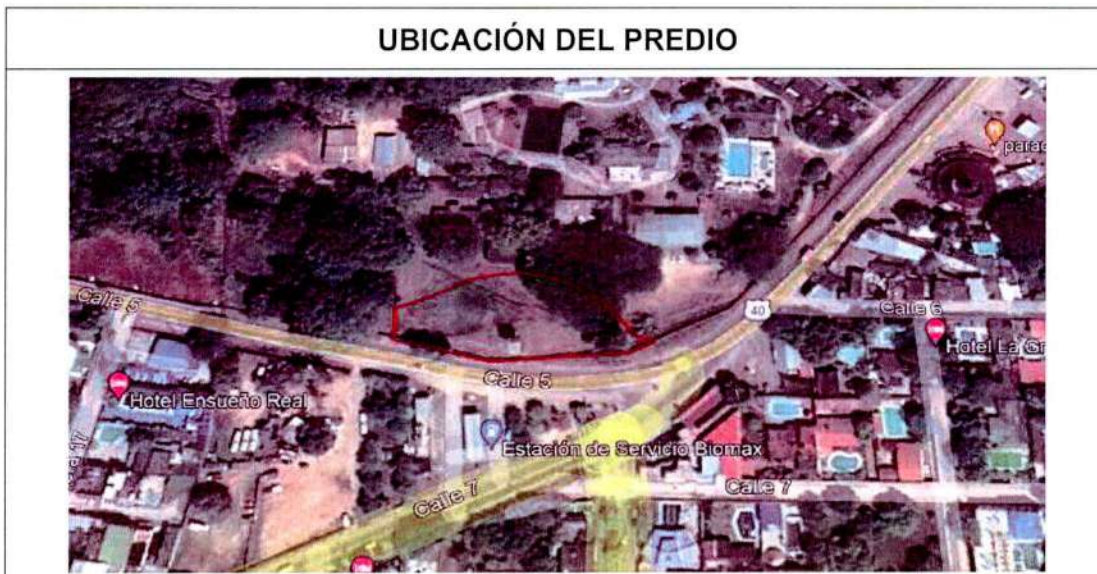 UBICACIÓN DEL PREDIO
parad
Calle 5
40
Calle 6
Hotel La Gr
Calle 5
Hotel Ensueño Real
Estación de Servicio Biomax
Calle 7
Calle 7